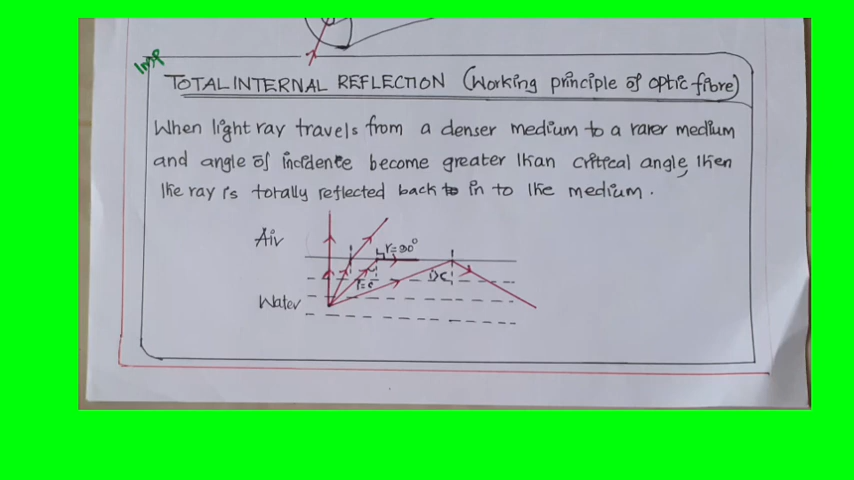 Imp
TOTAL INTERNAL REFLECTION (Working principle of optic fibre)
When light ray travels from a denser medium to a rarer medium
and angle of incidence become greater than critical angle, then
the ray is totally reflected back in to the medium.
Air
r=90°
i=c
i>c
Water